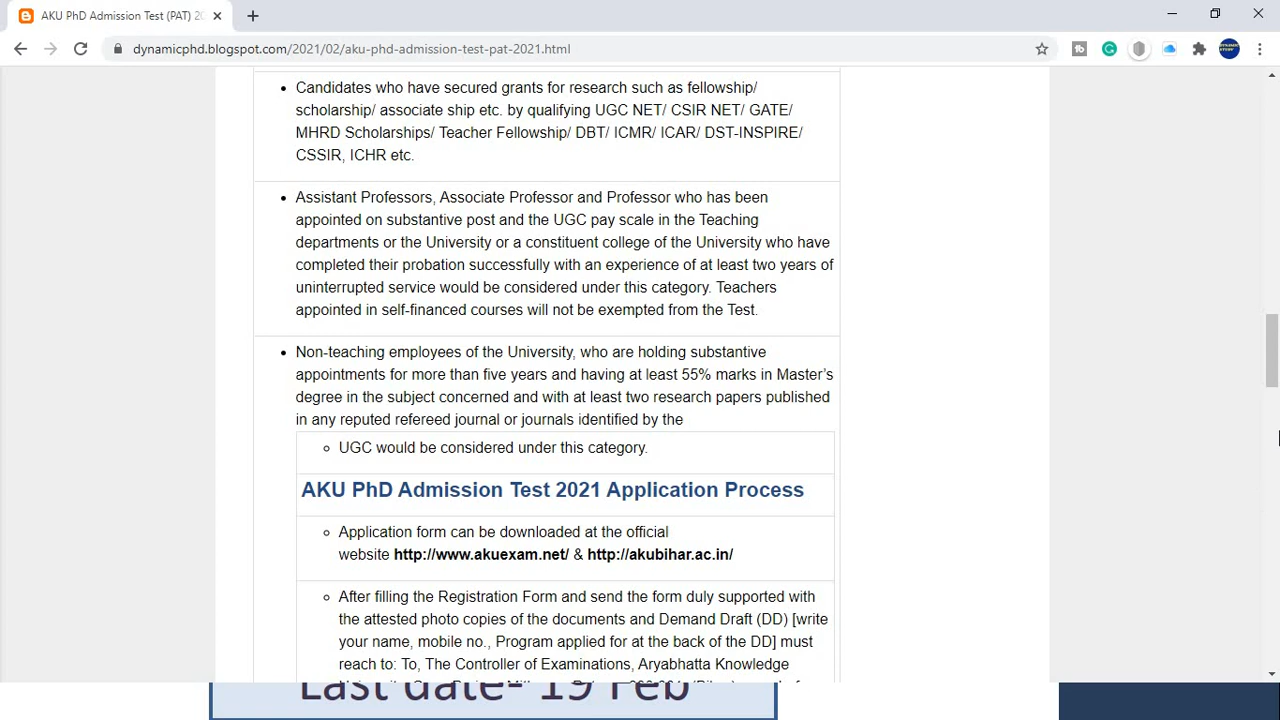 AKU PhD Admission Test (PAT) 20
dynamicphd.blogspot.com/2021/02/aku-phd-admission-test-pat-2021.html
Candidates who have secured grants for research such as fellowship/
scholarship/ associate ship etc. by qualifying UGC NET/ CSIR NET/ GATE/
MHRD Scholarships/ Teacher Fellowship/ DBT/ ICMR/ ICAR/ DST-INSPIRE/
CSSIR, ICHR etc.
Assistant Professors, Associate Professor and Professor who has been
appointed on substantive post and the UGC pay scale in the Teaching
departments or the University or a constituent college of the University who have
completed their probation successfully with an experience of at least two years of
uninterrupted service would be considered under this category. Teachers
appointed in self-financed courses will not be exempted from the Test.
Non-teaching employees of the University, who are holding substantive
appointments for more than five years and having at least 55% marks in Master's
degree in the subject concerned and with at least two research papers published
in any reputed refereed journal or journals identified by the
UGC would be considered under this category.
AKU PhD Admission Test 2021 Application Process
Application form can be downloaded at the official
website http://www.akuexam.net/ & http://akubihar.ac.in/
After filling the Registration Form and send the form duly supported with
the attested photo copies of the documents and Demand Draft (DD) [write
your name, mobile no., Program applied for at the back of the DD] must
reach to: To, The Controller of Examinations, Aryabhatta Knowledge
Last date- 19 Feb